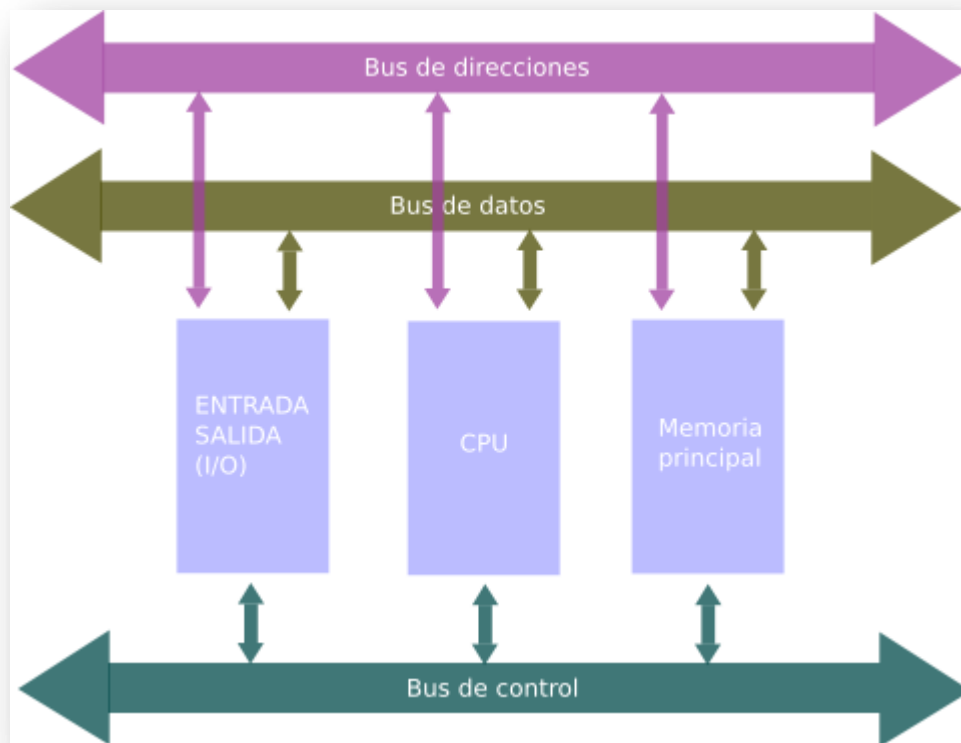 Bus de direcciones
Bus de datos
ENTRADA
SALIDA
(I/O)
CPU
Memoria
principal
Bus de control